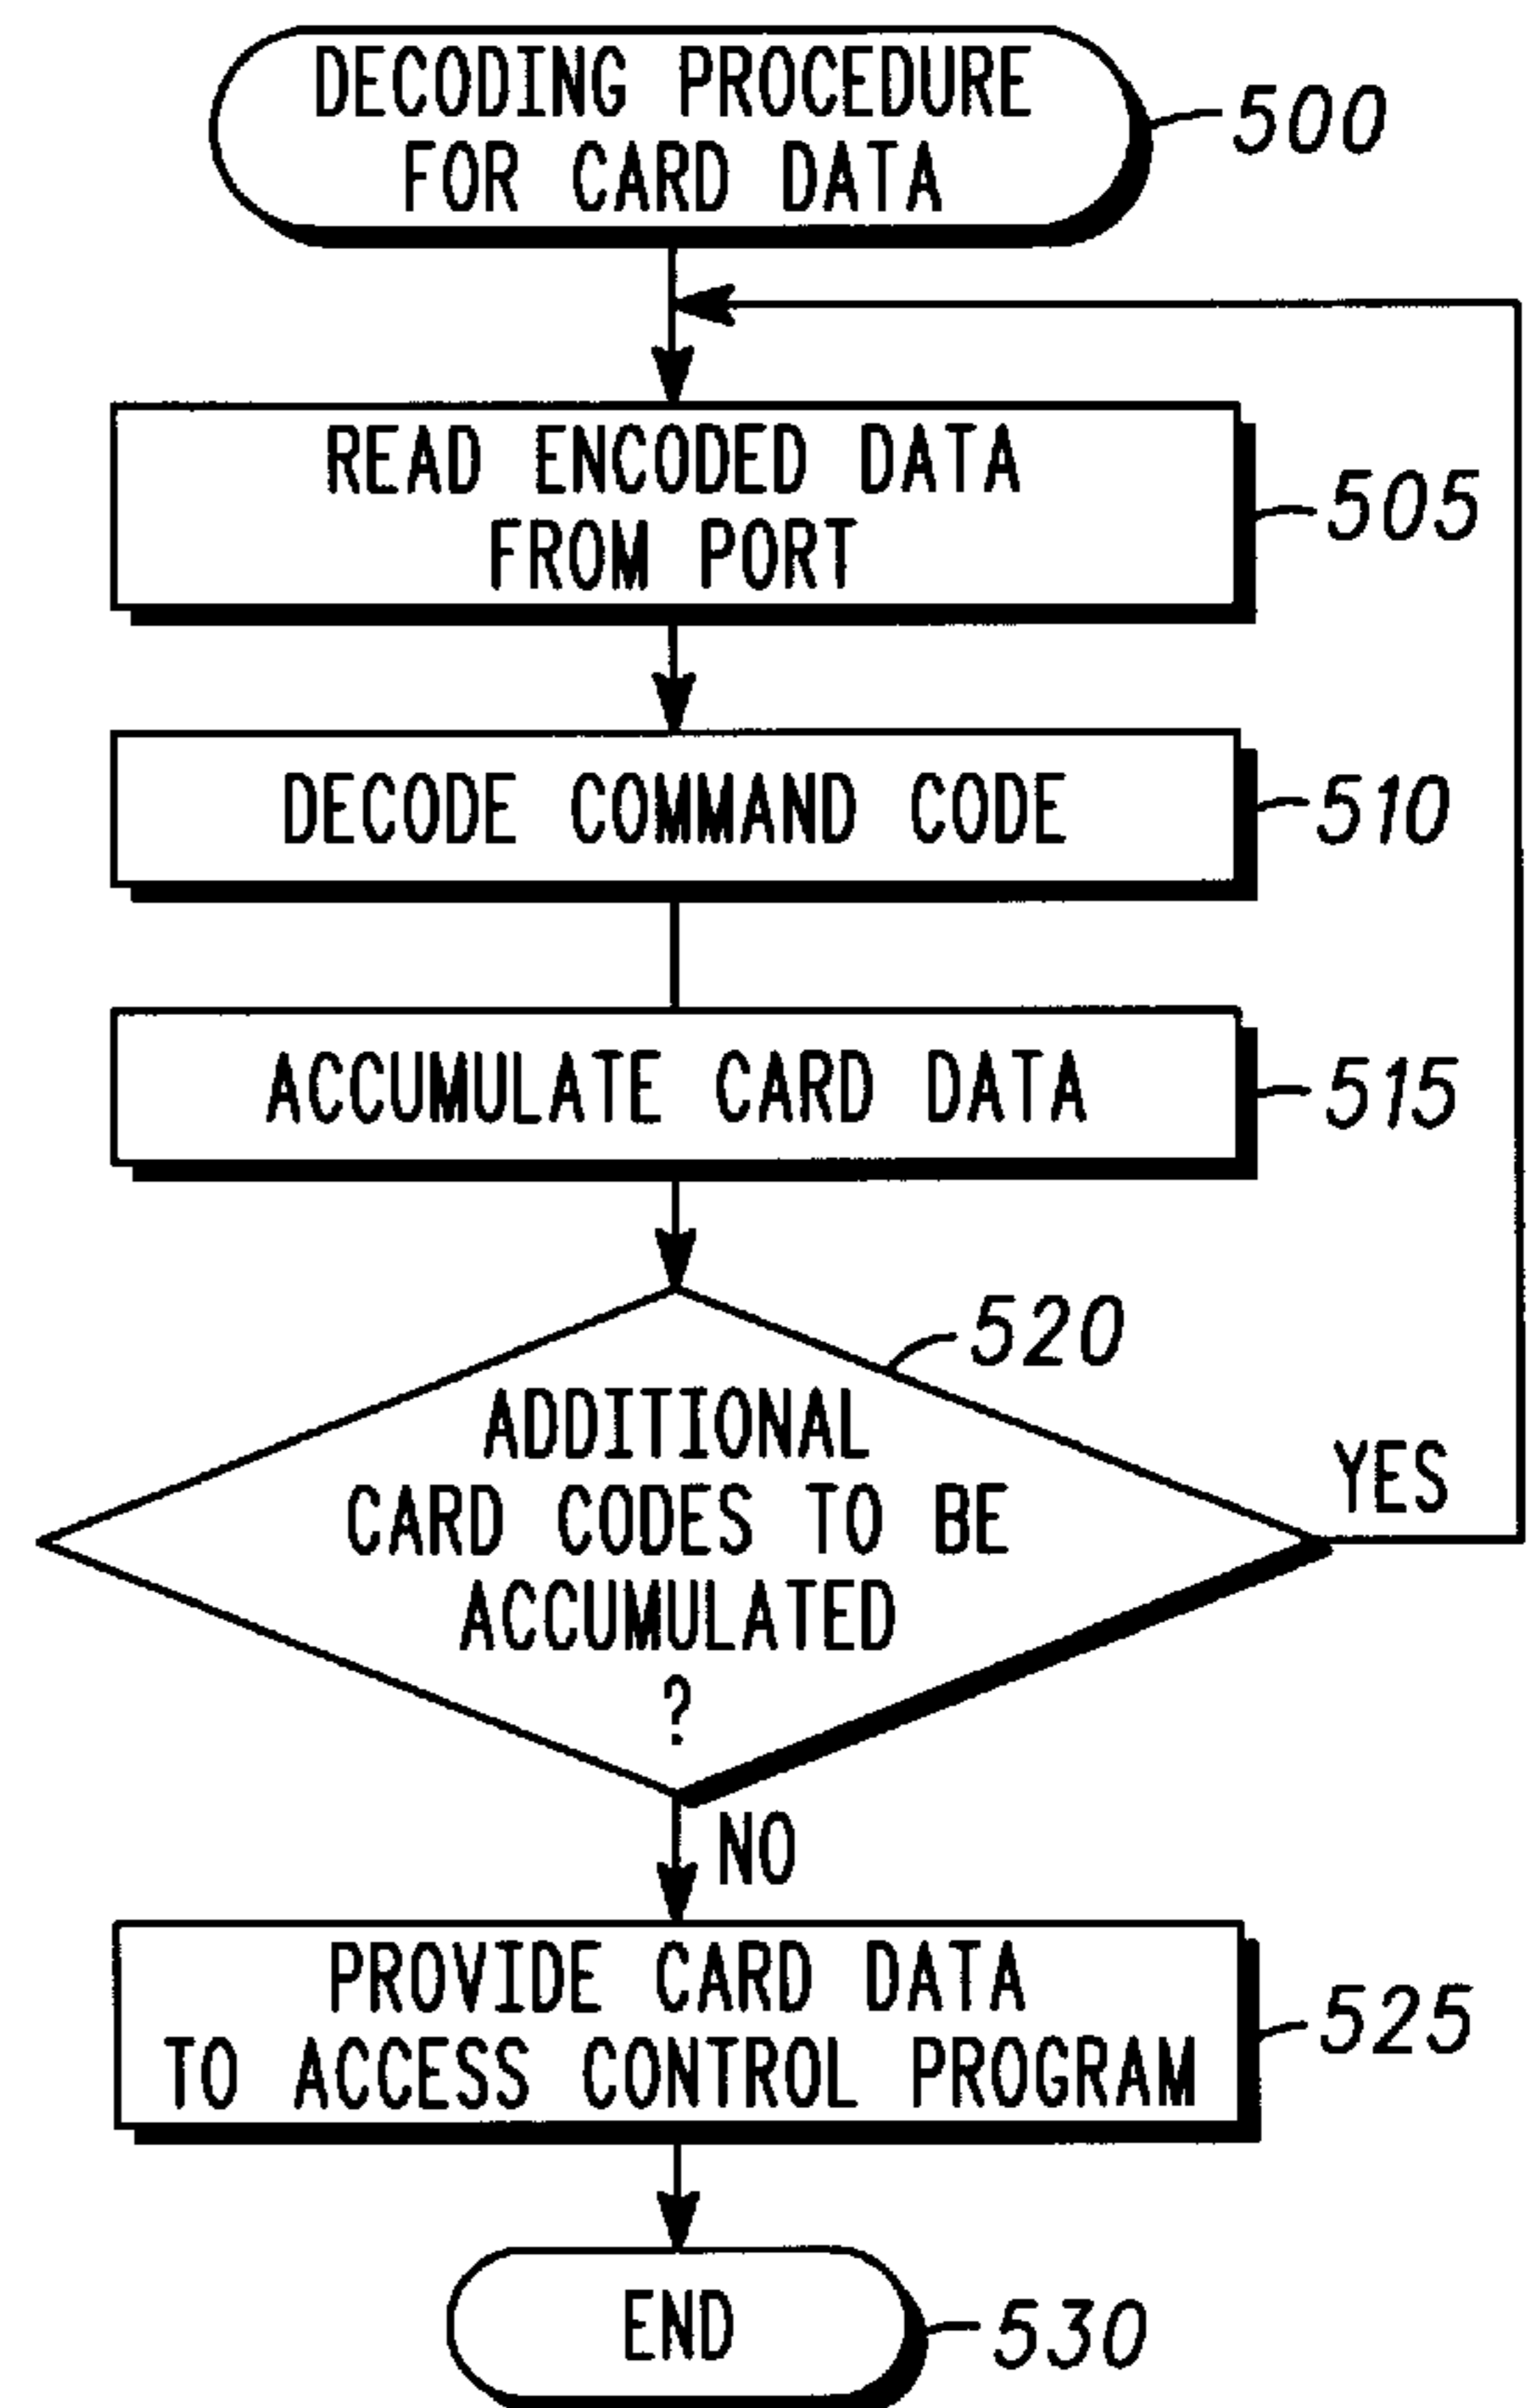 DECODING PROCEDURE
FOR CARD DATA
500
READ ENCODED DATA
FROM PORT
505
DECODE COMMAND CODE
510
ACCUMULATE CARD DATA
515
520
ADDITIONAL
CARD CODES TO BE
ACCUMULATED
?
YES
NO
PROVIDE CARD DATA
TO ACCESS CONTROL PROGRAM
525
END
530